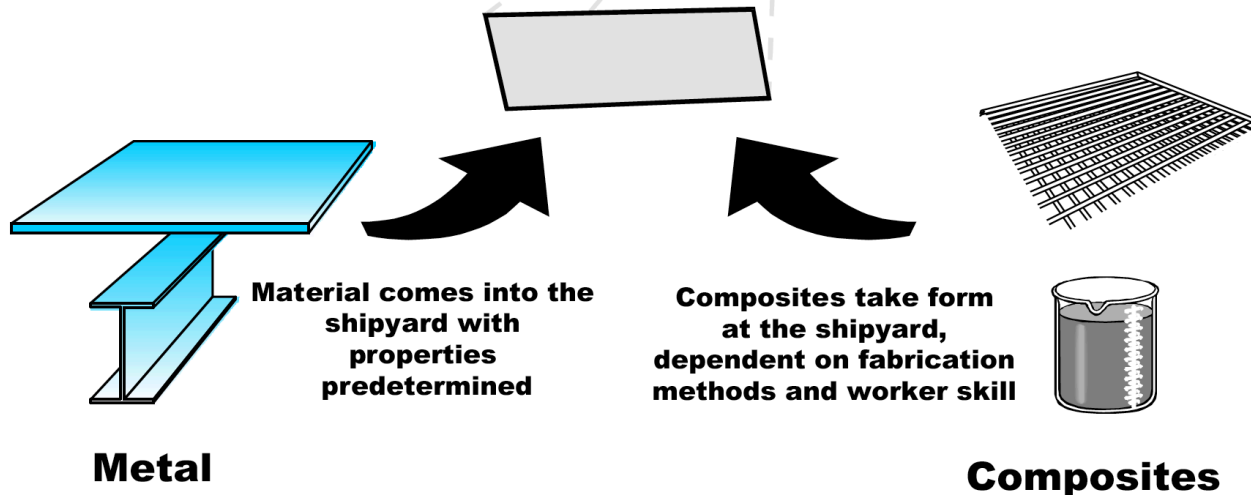 Material comes into the
shipyard with
properties
predetermined
Composites take form
at the shipyard,
dependent on fabrication
methods and worker skill
Metal
Composites